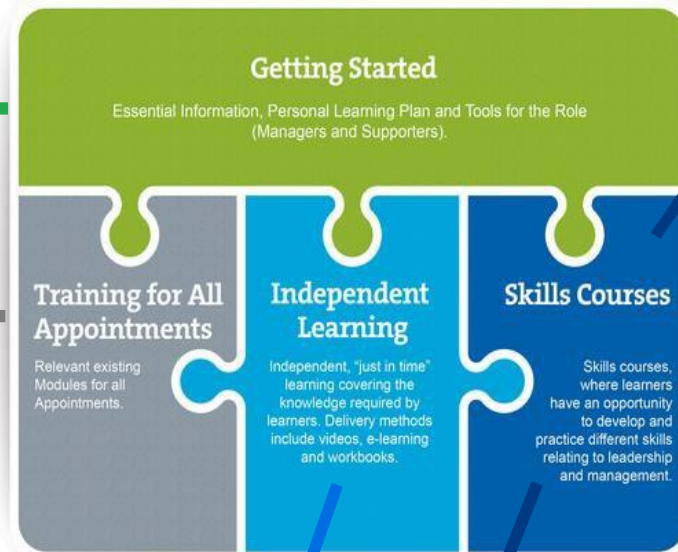 Getting Started
Essential Information, Personal Learning Plan and Tools for the Role
(Managers and Supporters).
Training for All
Appointments
Relevant existing
Modules for all
Appointments.
Independent
Learning
Independent, “just in time”
learning covering the
knowledge required by
learners. Delivery methods
include videos, e-learning
and workbooks.
Skills Courses
Skills courses,
where learners
have an opportunity
to develop and
practice different skills
relating to leadership
and management.